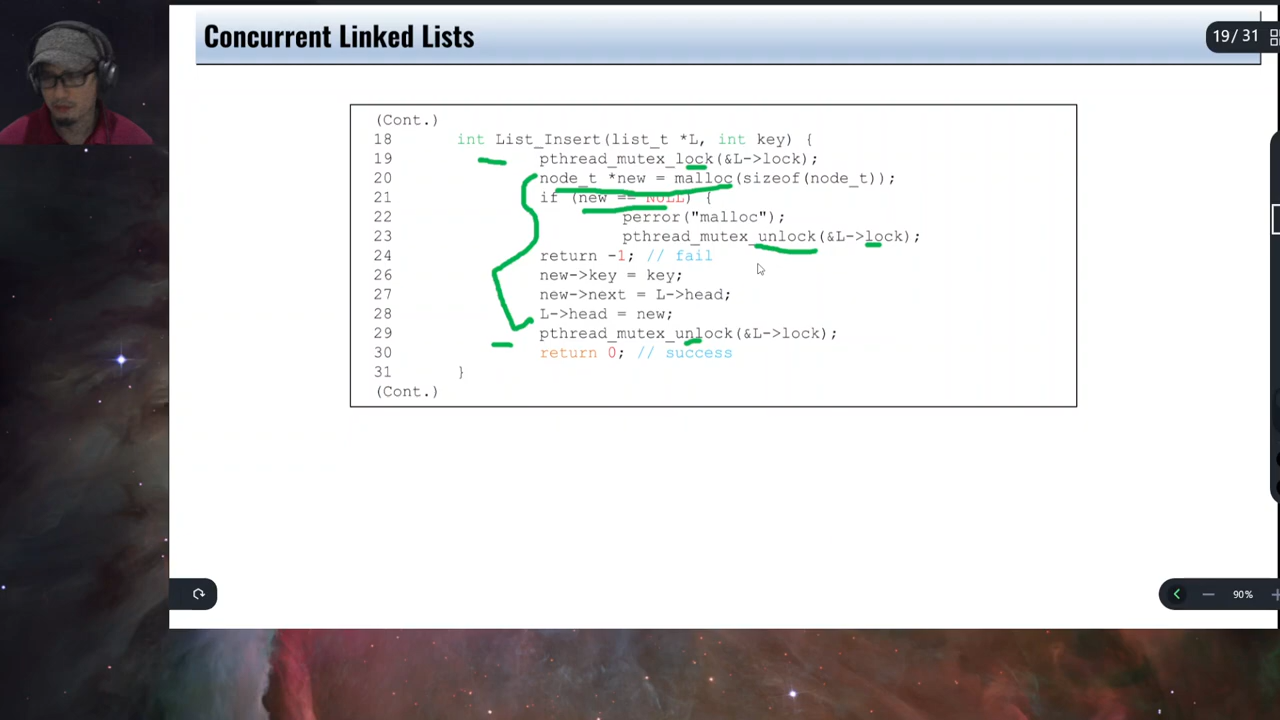 Concurrent Linked Lists
19/ 31
(Cont.)
18 int List_Insert(list_t *L, int key) {
19 pthread_mutex_lock(&L->lock);
20 node_t *new = malloc(sizeof(node_t));
21 if (new == NULL) {
22 perror("malloc");
23 pthread_mutex_unlock(&L->lock);
24 return -1; // fail
26 new->key = key;
27 new->next = L->head;
28 L->head = new;
29 pthread_mutex_unlock(&L->lock);
30 return 0; // success
31 }
(Cont.)
90%